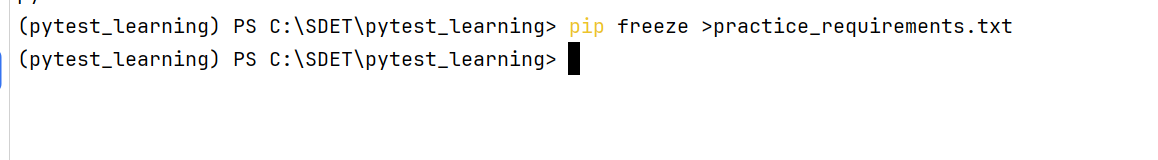 (pytest_learning) PS C:\SDET\pytest_learning> pip freeze >practice_requirements.txt
(pytest_learning) PS C:\SDET\pytest_learning>